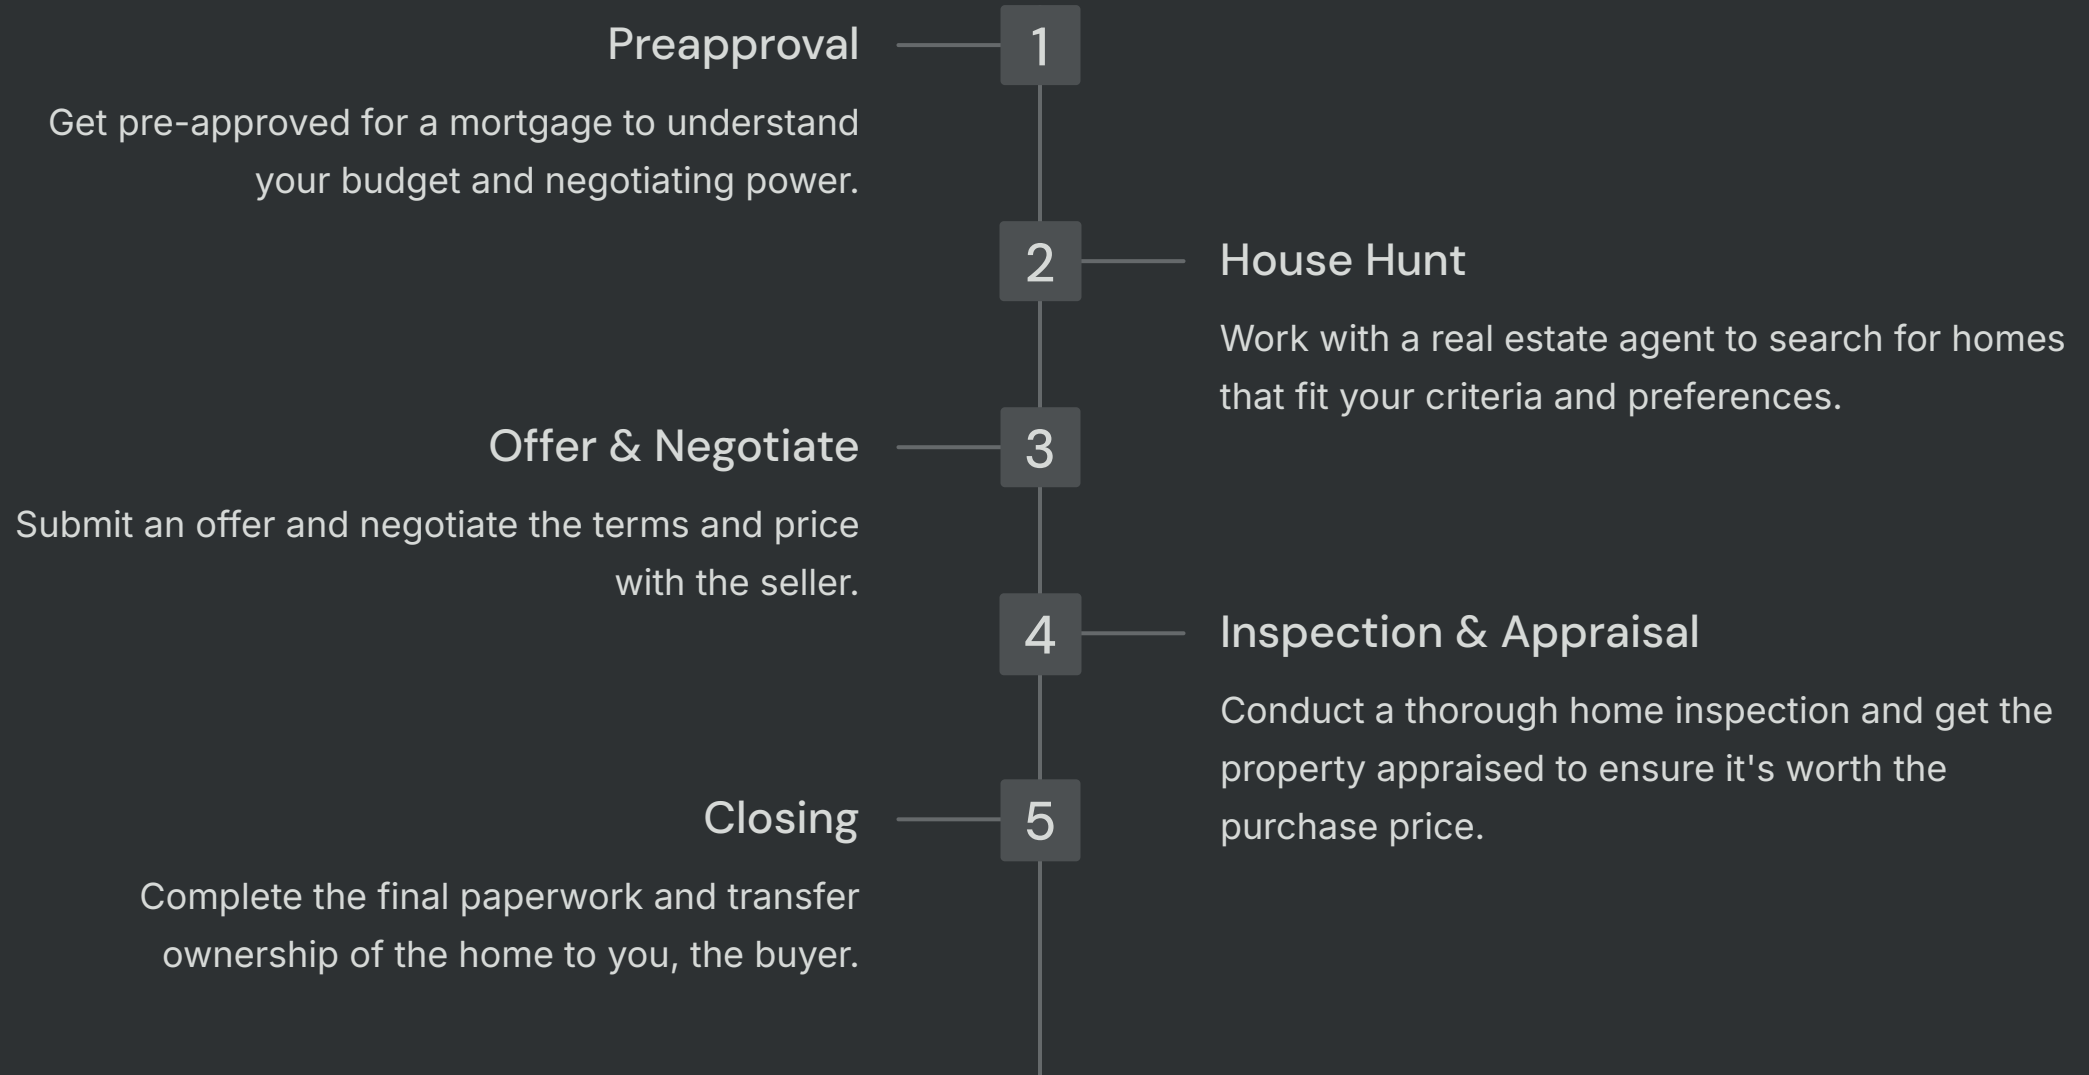 Preapproval
1
Get pre-approved for a mortgage to understand
your budget and negotiating power.
2
House Hunt
Work with a real estate agent to search for homes
that fit your criteria and preferences.
Offer & Negotiate
3
Submit an offer and negotiate the terms and price
with the seller.
4
Inspection & Appraisal
Conduct a thorough home inspection and get the
property appraised to ensure it's worth the
purchase price.
Closing
5
Complete the final paperwork and transfer
ownership of the home to you, the buyer.